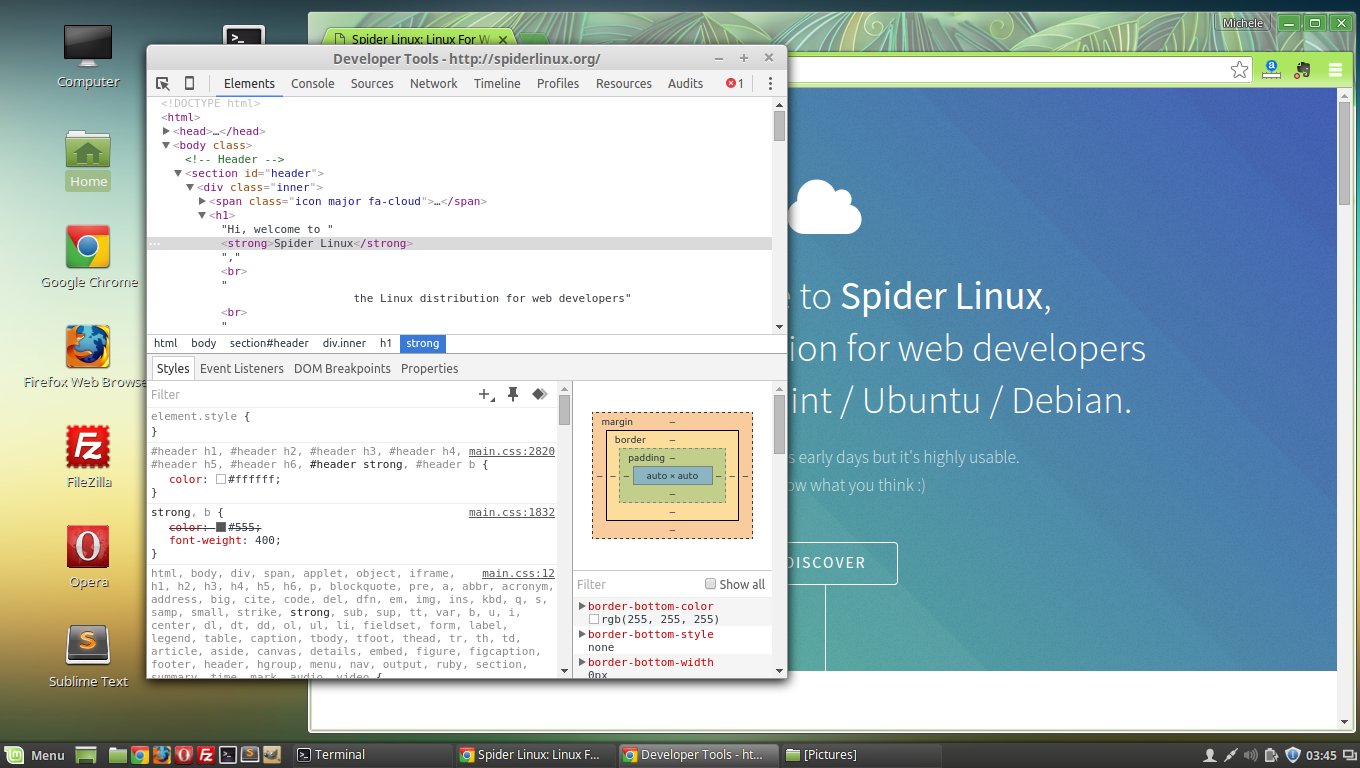 Computer
Home
Google Chrome
Firefox Web Browse
FileZilla
Opera
Sublime Text
Spider Linux: Linux For W
Michele
Developer Tools - http://spiderlinux.org/
Elements Console Sources Network Timeline Profiles Resources Audits 1
<!DOCTYPE html>
<html>
<head>…</head>
<body class>
<!-- Header -->
<section id="header">
<div class="inner">
<span class="icon major fa-cloud">…</span>
<h1>
"Hi, welcome to "
<strong>Spider Linux</strong>
","
<br>
"
the Linux distribution for web developers"
<br>
"
html body section#header div.inner h1 strong
Styles Event Listeners DOM Breakpoints Properties
Filter
element.style {
}
#header h1, #header h2, #header h3, #header h4, main.css:2820
#header h5, #header h6, #header strong, #header b {
color: #ffffff;
}
strong, b { main.css:1832
color: #555;
font-weight: 400;
}
html, body, div, span, applet, object, iframe, main.css:12
h1, h2, h3, h4, h5, h6, p, blockquote, pre, a, abbr, acronym,
address, big, cite, code, del, dfn, em, img, ins, kbd, q, s,
samp, small, strike, strong, sub, sup, tt, var, b, u, i,
center, dl, dt, dd, ol, ul, li, fieldset, form, label,
legend, table, caption, tbody, tfoot, thead, tr, th, td,
article, aside, canvas, details, embed, figure, figcaption,
footer, header, hgroup, menu, nav, output, ruby, section,
summary, time, mark, audio, video {
margin –
border –
padding –
– – – auto × auto – – –
–
–
–
Filter Show all
border-bottom-color
rgb(255, 255, 255)
border-bottom-style
none
border-bottom-width
0px
e to Spider Linux,
ion for web developers
int / Ubuntu / Debian.
s early days but it's highly usable.
ow what you think :)
DISCOVER
Menu Terminal Spider Linux: Linux F... Developer Tools - ht... [Pictures] 03:45